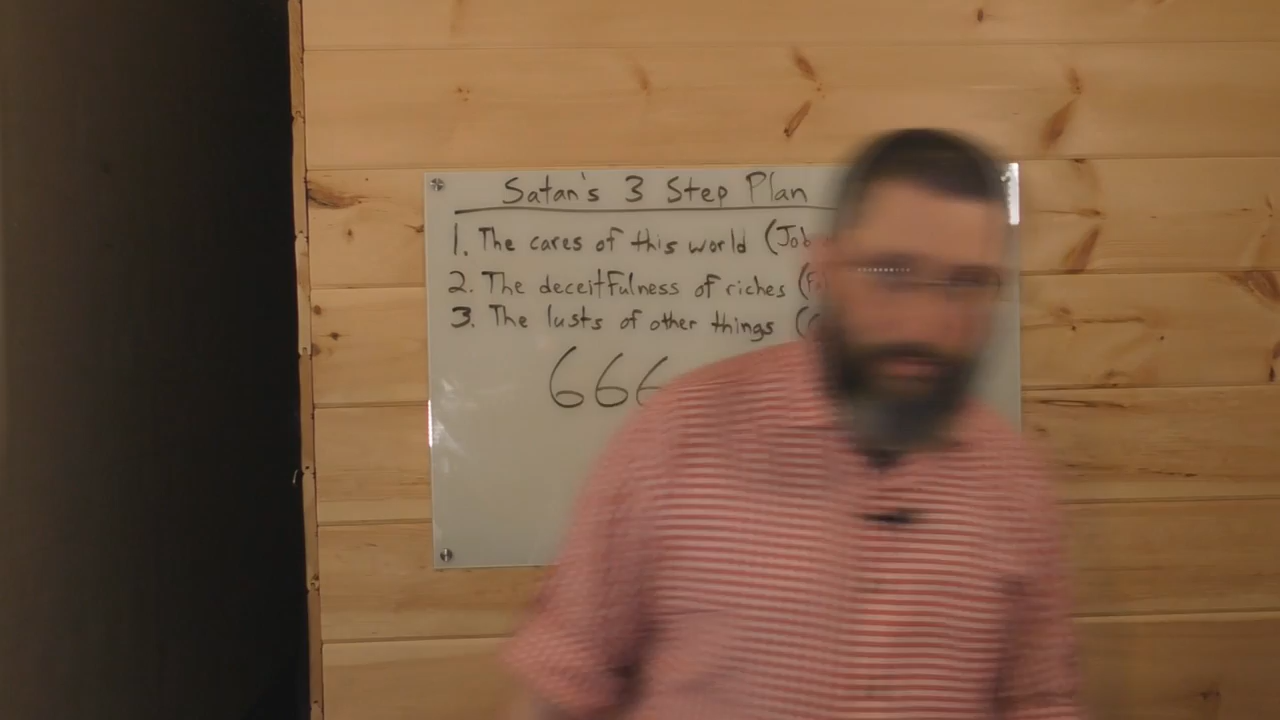 Satan's 3 Step Plan
1. The cares of this world (Job
2. The deceitfulness of riches
3. The lusts of other things
666